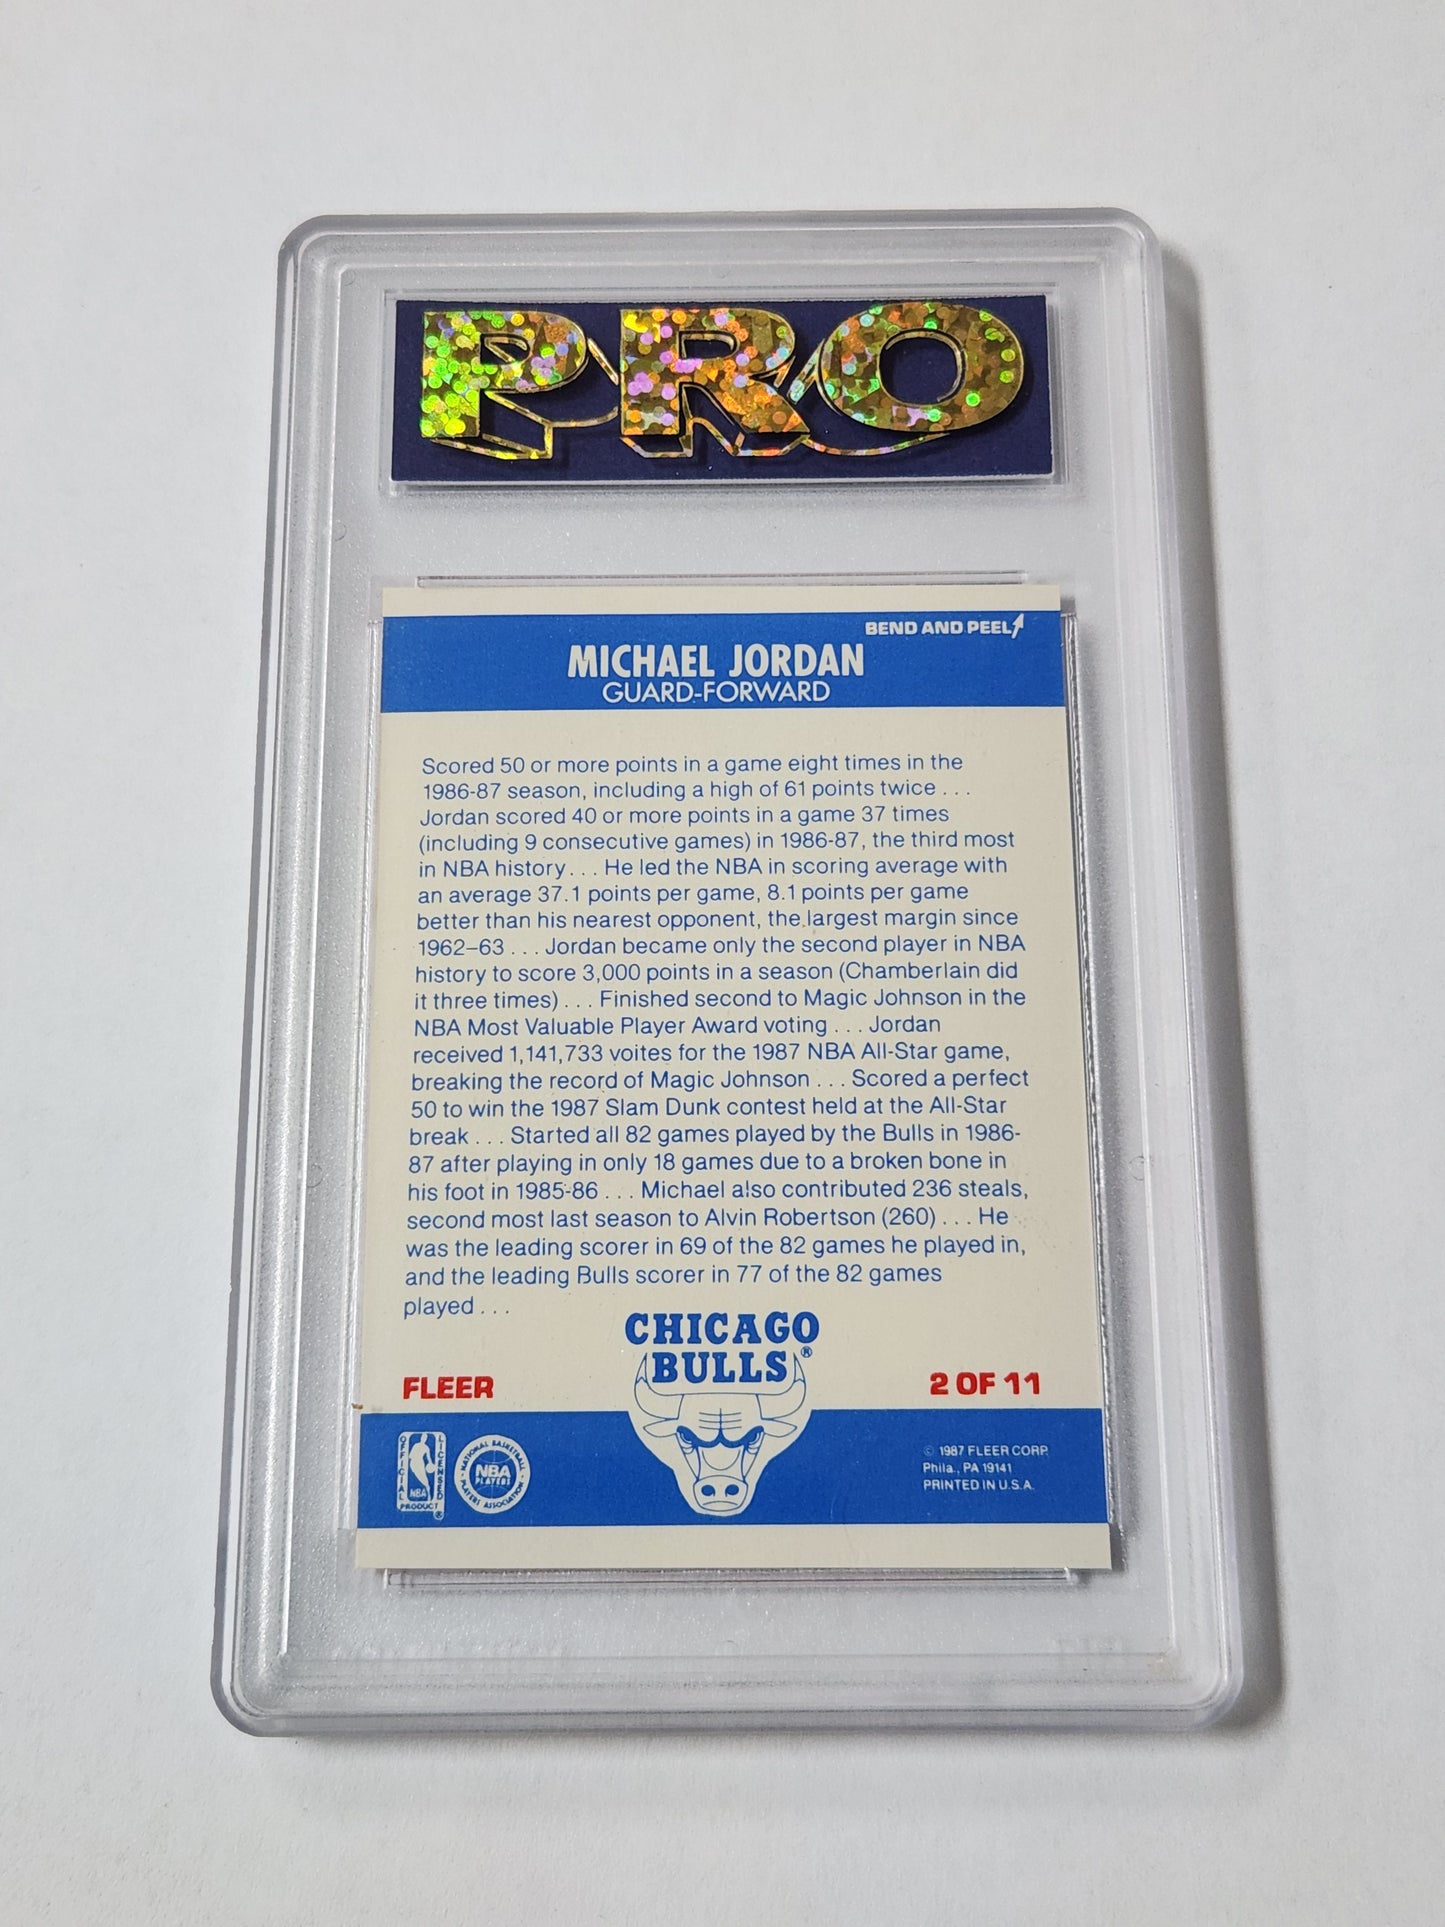 PRO
BEND AND PEEL
MICHAEL JORDAN
GUARD-FORWARD
Scored 50 or more points in a game eight times in the
1986-87 season, including a high of 61 points twice . . .
Jordan scored 40 or more points in a game 37 times
(including 9 consecutive games) in 1986-87, the third most
in NBA history . . . He led the NBA in scoring average with
an average 37.1 points per game, 8.1 points per game
better than his nearest opponent, the largest margin since
1962–63 . . . Jordan became only the second player in NBA
history to score 3,000 points in a season (Chamberlain did
it three times) . . . Finished second to Magic Johnson in the
NBA Most Valuable Player Award voting . . . Jordan
received 1,141,733 voites for the 1987 NBA All-Star game,
breaking the record of Magic Johnson . . . Scored a perfect
50 to win the 1987 Slam Dunk contest held at the All-Star
break . . . Started all 82 games played by the Bulls in 1986-
87 after playing in only 18 games due to a broken bone in
his foot in 1985-86 . . . Michael also contributed 236 steals,
second most last season to Alvin Robertson (260) . . . He
was the leading scorer in 69 of the 82 games he played in,
and the leading Bulls scorer in 77 of the 82 games
played . . .
CHICAGO
BULLS ®
FLEER
2 OF 11
OFFICIAL LICENSED
NBA
PRODUCT ®
NATIONAL BASKETBALL
NBA
PLAYERS
PLAYERS ASSOCIATION
© 1987 FLEER CORP.
Phila., PA 19141
PRINTED IN U.S.A.